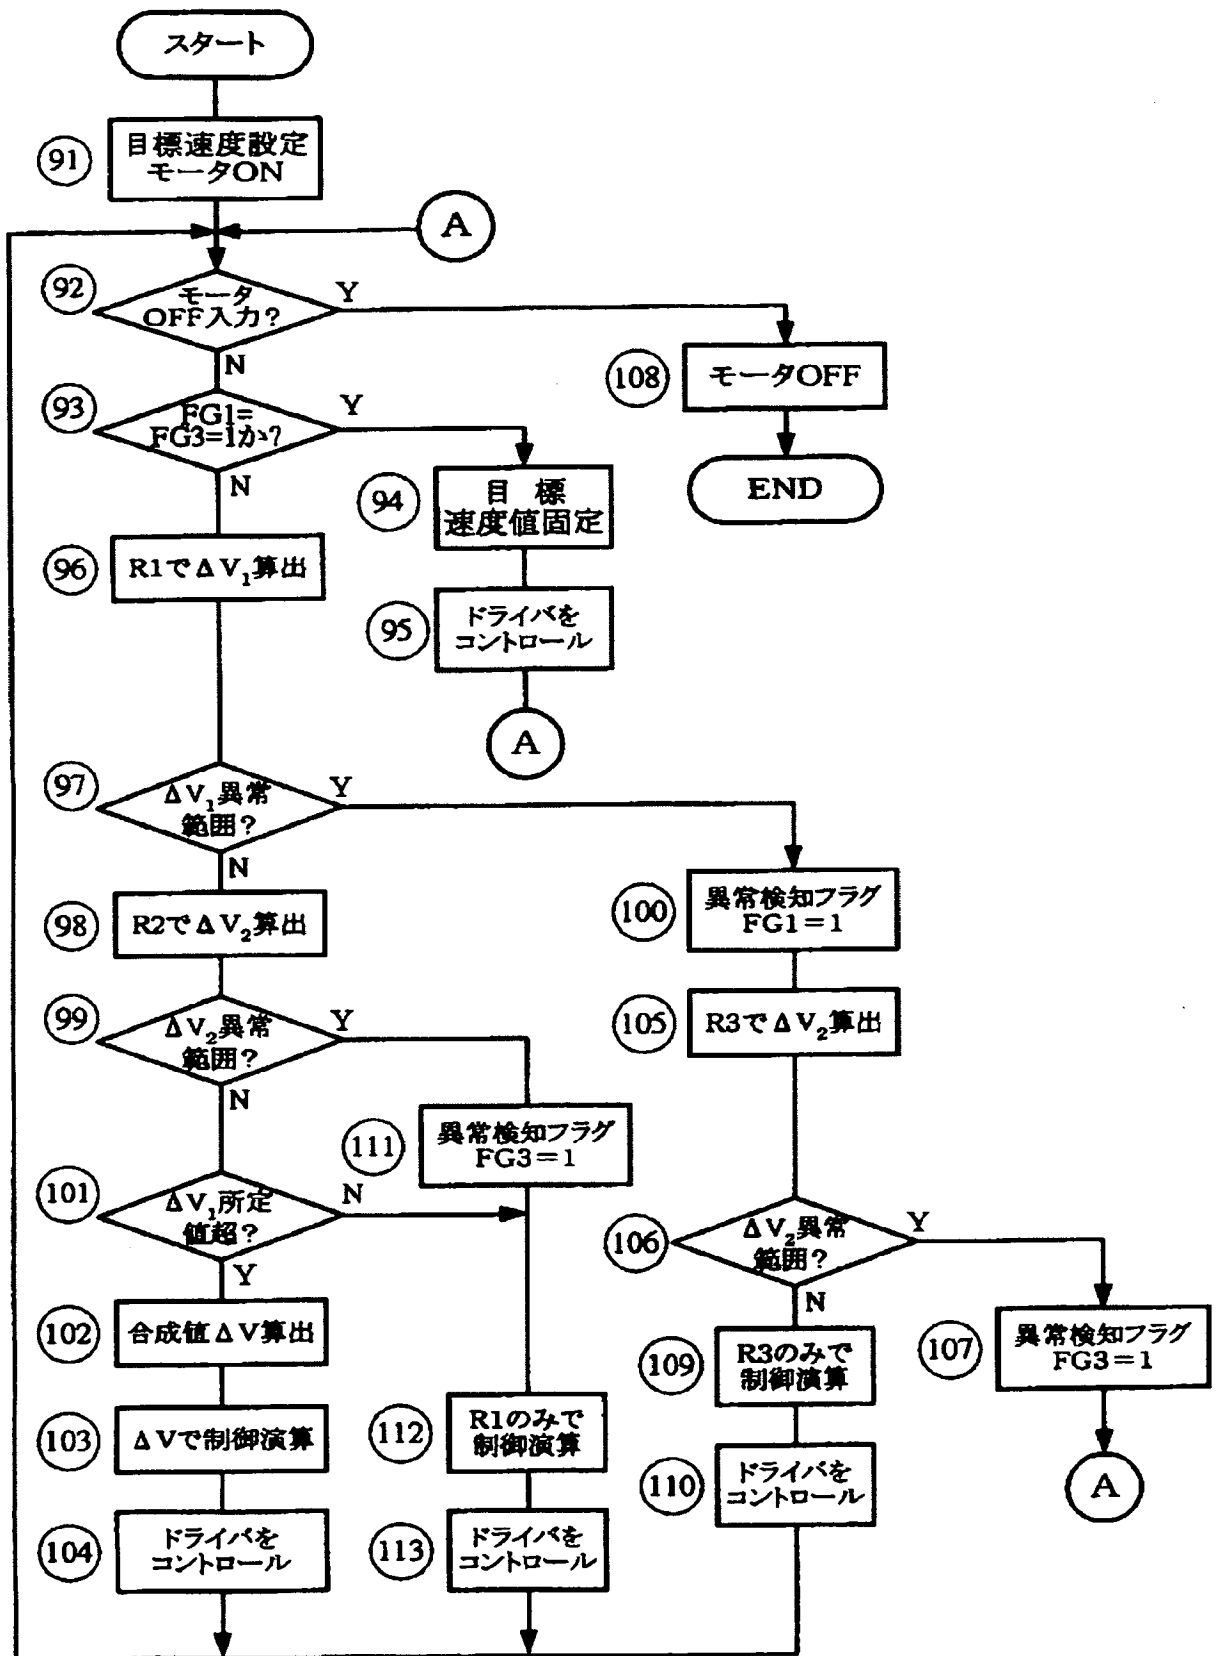 スタート
91
目標速度設定
モータON
A
92
モータ
OFF入力?
Y
N
108
モータOFF
END
93
FG1=
FG3=1か?
Y
N
94
目 標
速度値固定
95
ドライバを
コントロール
A
96
R1でΔV₁算出
97
ΔV₁異常
範囲?
Y
N
98
R2でΔV₂算出
99
ΔV₂異常
範囲?
Y
N
100
異常検知フラグ
FG1=1
105
R3でΔV₂算出
111
異常検知フラグ
FG3=1
101
ΔV₁所定
値超?
N
Y
106
ΔV₂異常
範囲?
Y
N
102
合成値ΔV算出
103
ΔVで制御演算
104
ドライバを
コントロール
112
R1のみで
制御演算
113
ドライバを
コントロール
109
R3のみで
制御演算
110
ドライバを
コントロール
107
異常検知フラグ
FG3=1
A